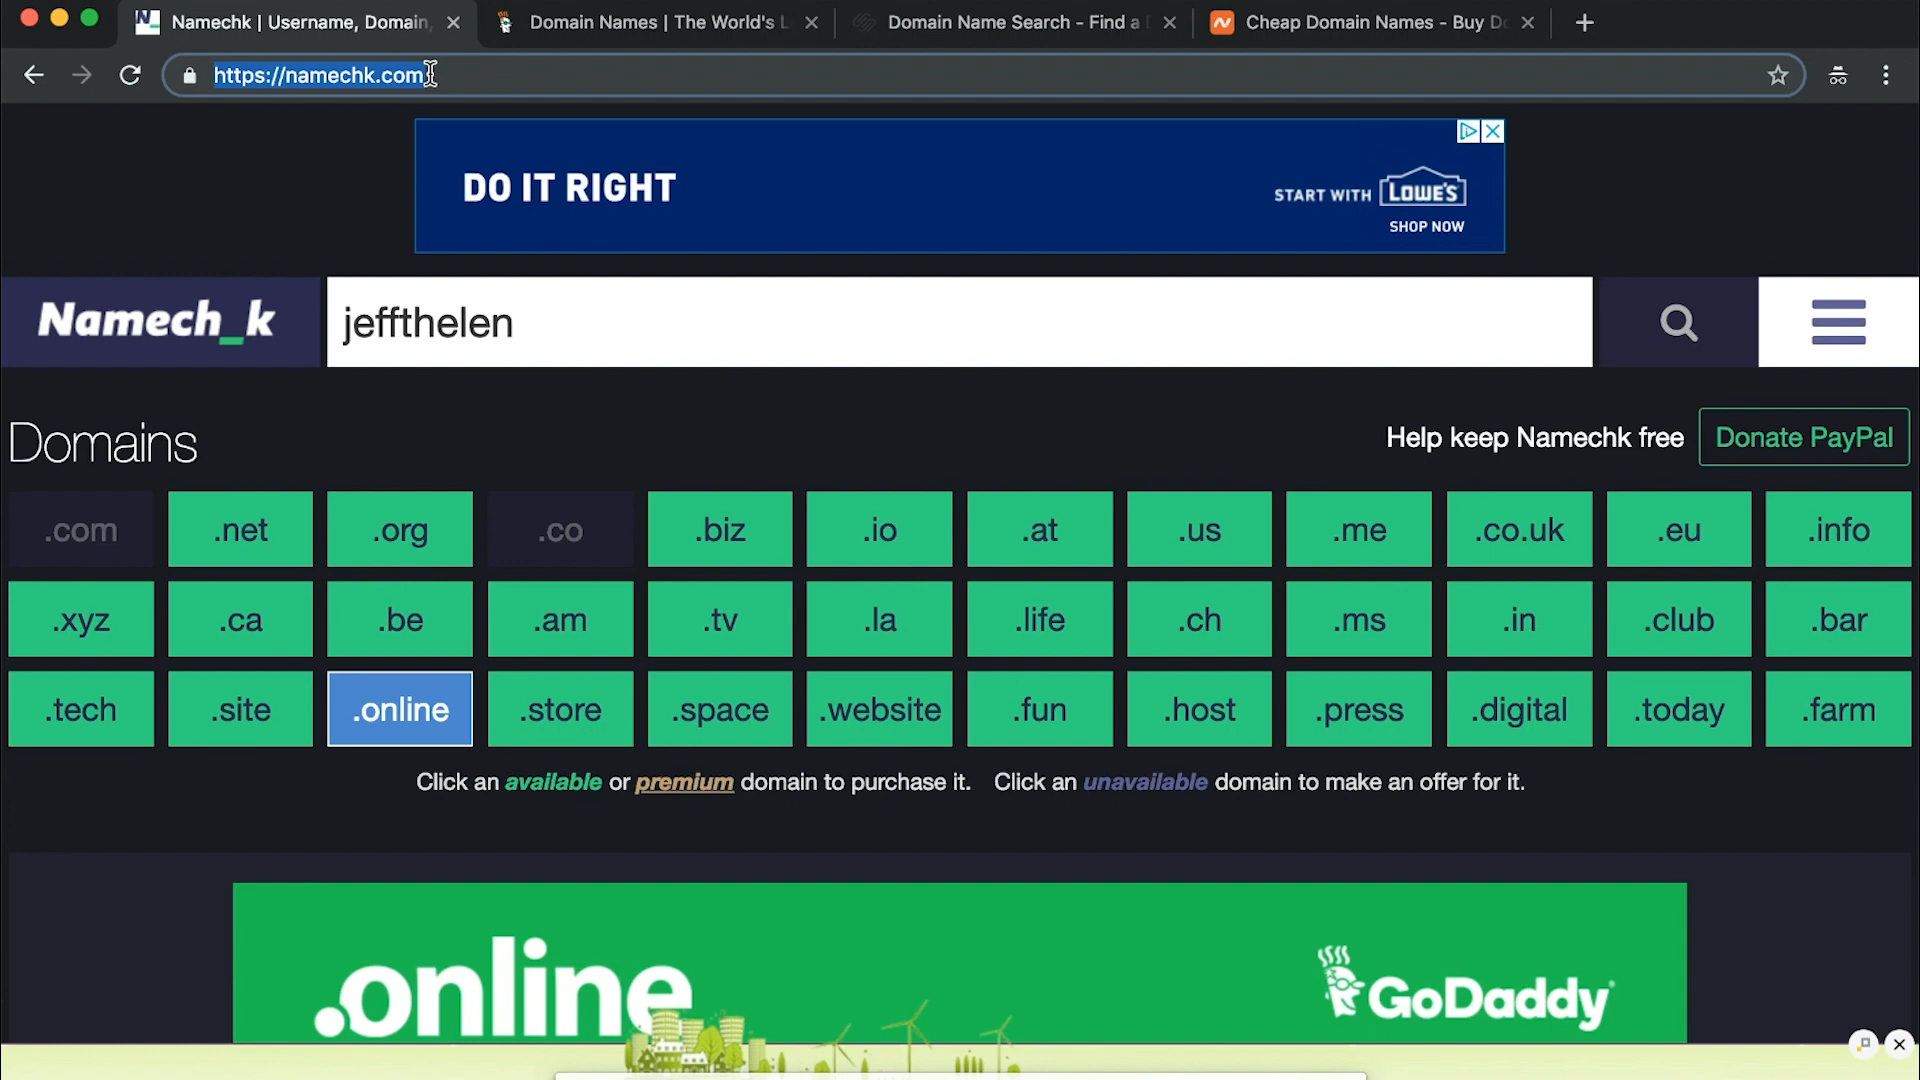 Namechk | Username, Domain,
Domain Names | The World's L
Domain Name Search - Find a D
Cheap Domain Names - Buy Do
https://namechk.com
DO IT RIGHT
START WITH LOWE'S
SHOP NOW
Namech_k
jeffthelen
Domains
Help keep Namechk free
Donate PayPal
.com .net .org .co .biz .io .at .us .me .co.uk .eu .info
.xyz .ca .be .am .tv .la .life .ch .ms .in .club .bar
.tech .site .online .store .space .website .fun .host .press .digital .today .farm
Click an available or premium domain to purchase it. Click an unavailable domain to make an offer for it.
.online
GoDaddy